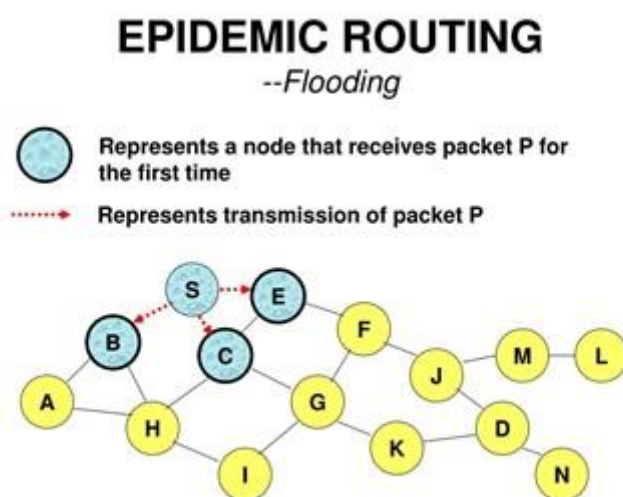 EPIDEMIC ROUTING
--Flooding
Represents a node that receives packet P for
the first time
Represents transmission of packet P
S
E
B
F
C
M
L
J
A
G
H
D
K
I
N